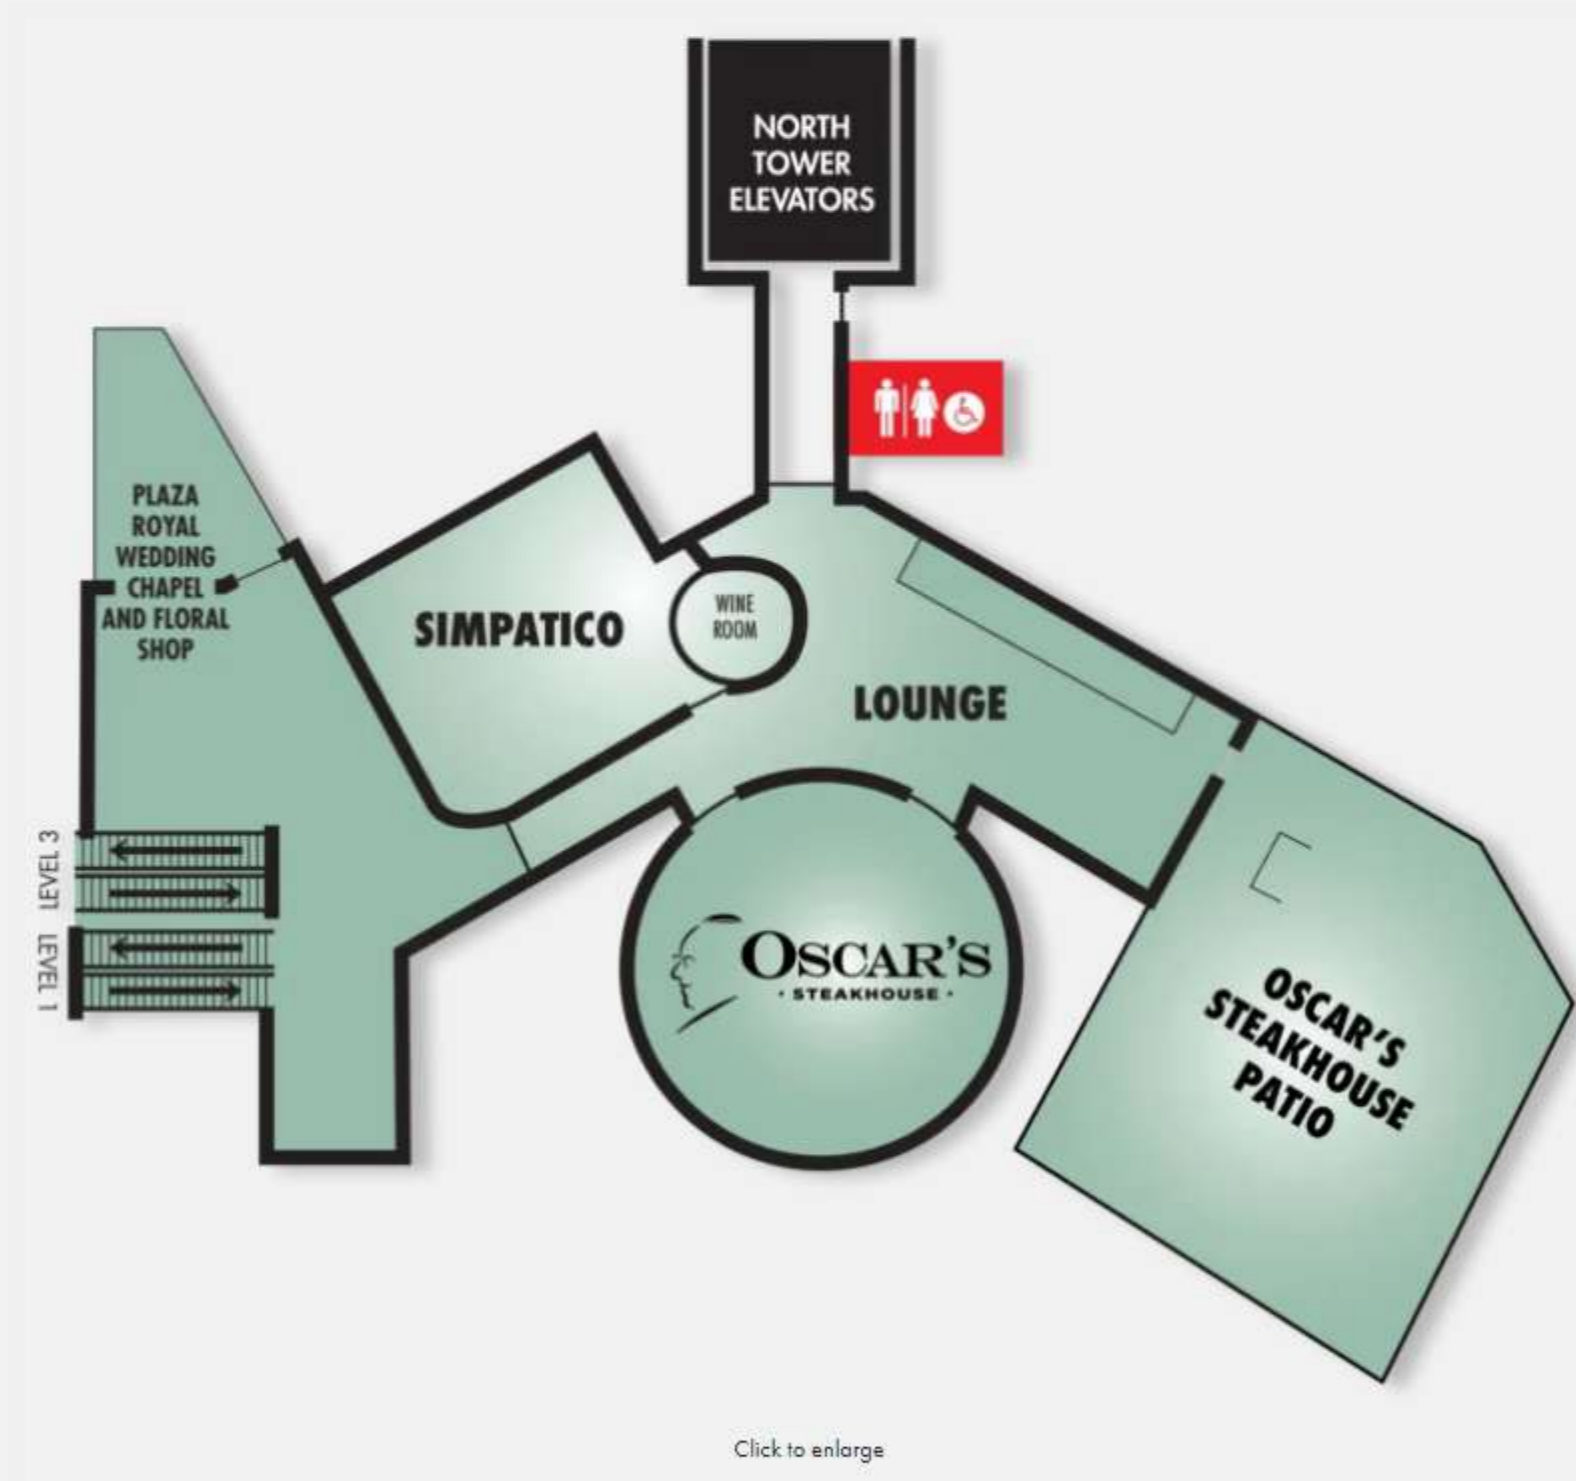 NORTH
TOWER
ELEVATORS
PLAZA
ROYAL
WEDDING
CHAPEL
AND FLORAL
SHOP
SIMPATICO
WINE
ROOM
LOUNGE
LEVEL 3
LEVEL 1
OSCAR'S
· STEAKHOUSE ·
OSCAR'S
STEAKHOUSE
PATIO
Click to enlarge